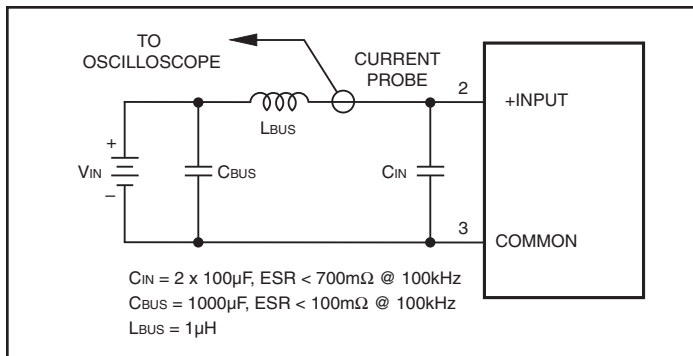 TO
OSCILLOSCOPE
CURRENT
PROBE
2
+INPUT
LBUS
+
VIN
–
CBUS
CIN
3
COMMON
CIN = 2 x 100µF, ESR < 700mΩ @ 100kHz
CBUS = 1000µF, ESR < 100mΩ @ 100kHz
LBUS = 1µH